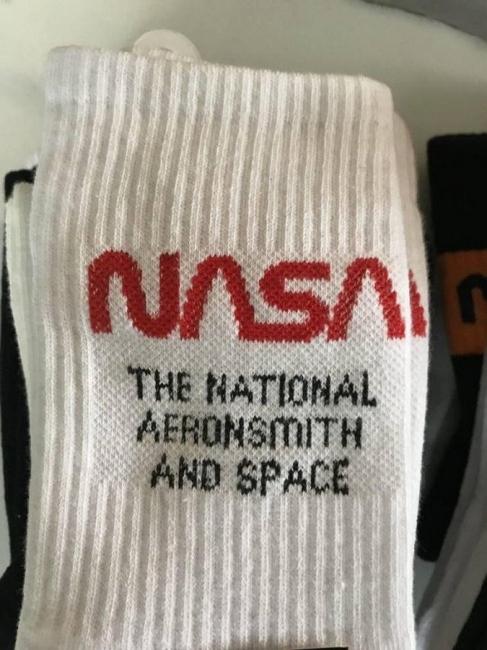 NASA
THE NATIONAL
AERONSMITH
AND SPACE